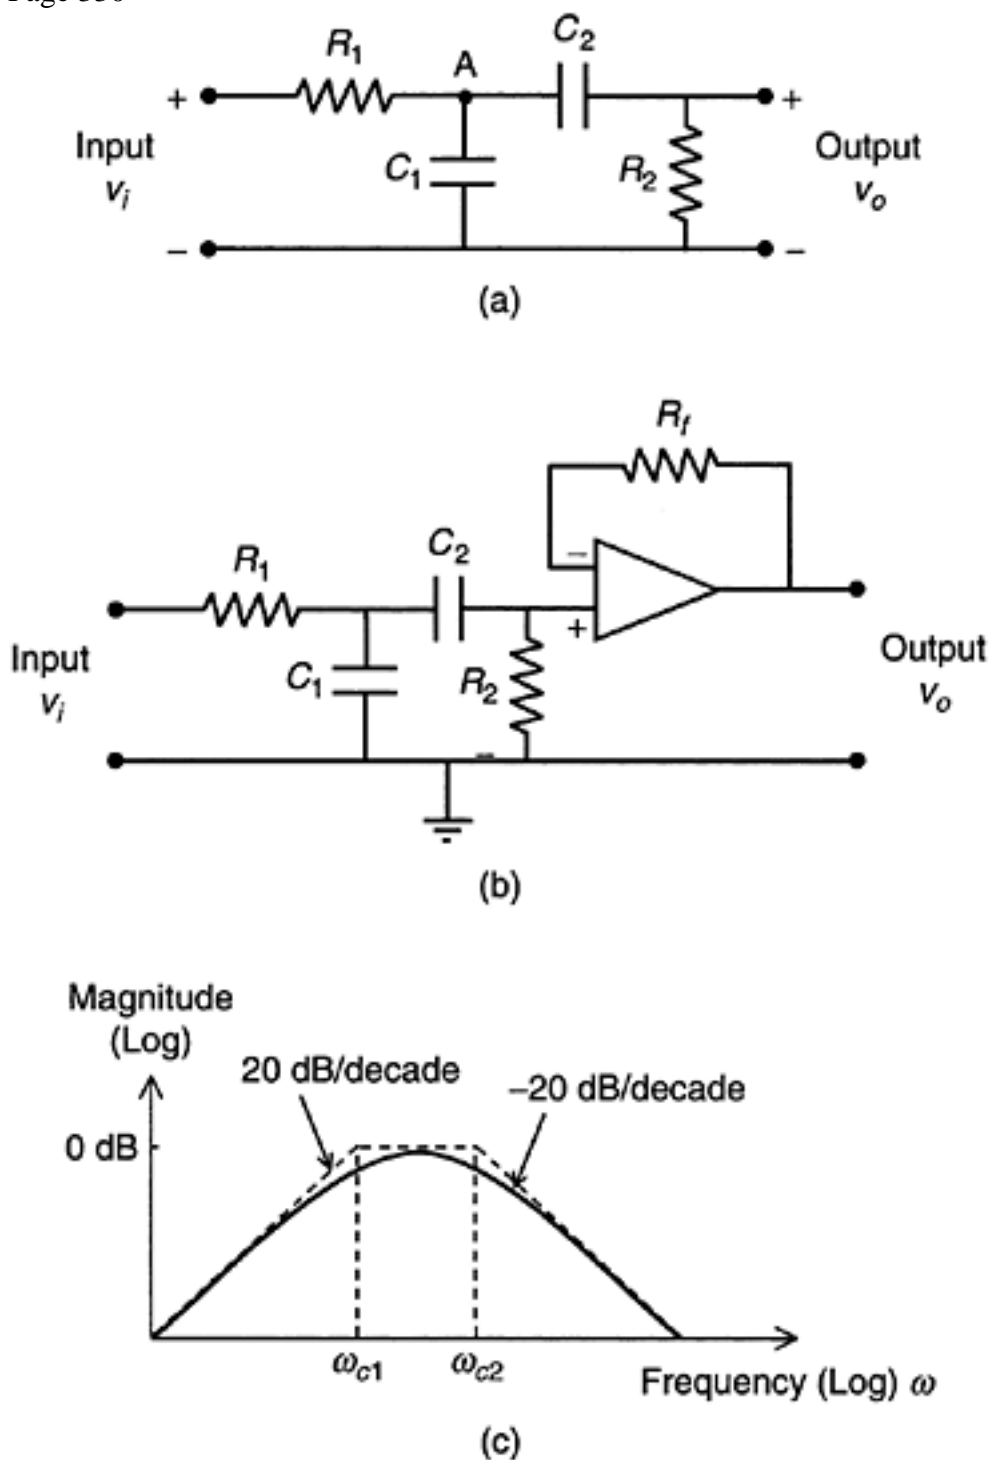 R1
A
C2
+
+
Input
vi
C1
R2
Output
vo
−
−
(a)
Rf
C2
R1
−
+
Input
vi
C1
R2
Output
vo
−
(b)
Magnitude
(Log)
20 dB/decade
−20 dB/decade
0 dB
ωc1
ωc2
Frequency (Log) ω
(c)